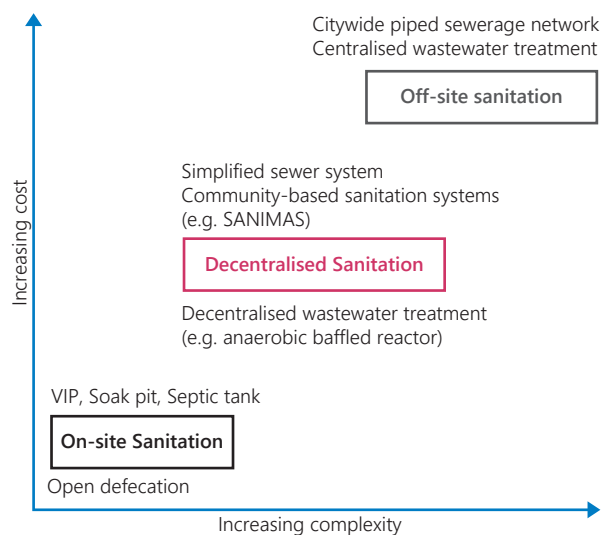 Citywide piped sewerage network
Centralised wastewater treatment
Off-site sanitation
Simplified sewer system
Community-based sanitation systems
(e.g. SANIMAS)
Decentralised Sanitation
Decentralised wastewater treatment
(e.g. anaerobic baffled reactor)
VIP, Soak pit, Septic tank
On-site Sanitation
Open defecation
Increasing cost
Increasing complexity